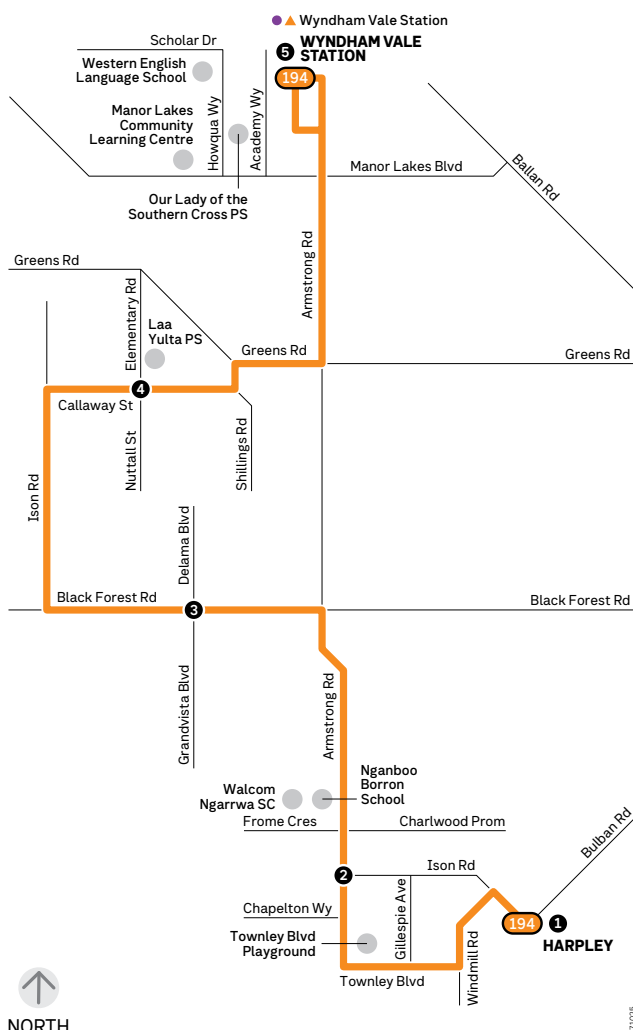 Wyndham Vale Station
5 WYNDHAM VALE
STATION
Scholar Dr
Western English
Language School
194
Manor Lakes
Community
Learning Centre
Howqua Wy
Academy Wy
Ballan Rd
Manor Lakes Blvd
Our Lady of the
Southern Cross PS
Armstrong Rd
Greens Rd
Elementary Rd
Laa
Yulta PS
Greens Rd
Greens Rd
4
Callaway St
Nuttall St
Shillings Rd
Ison Rd
Delama Blvd
Black Forest Rd
3
Black Forest Rd
Grandvista Blvd
Armstrong Rd
Nganboo
Borron
School
Walcom
Ngarrwa SC
Frome Cres
Charlwood Prom
Bulban Rd
2
Ison Rd
Gillespie Ave
Chapelton Wy
194 1
HARPLEY
Townley Blvd
Playground
Windmill Rd
Townley Blvd
NORTH